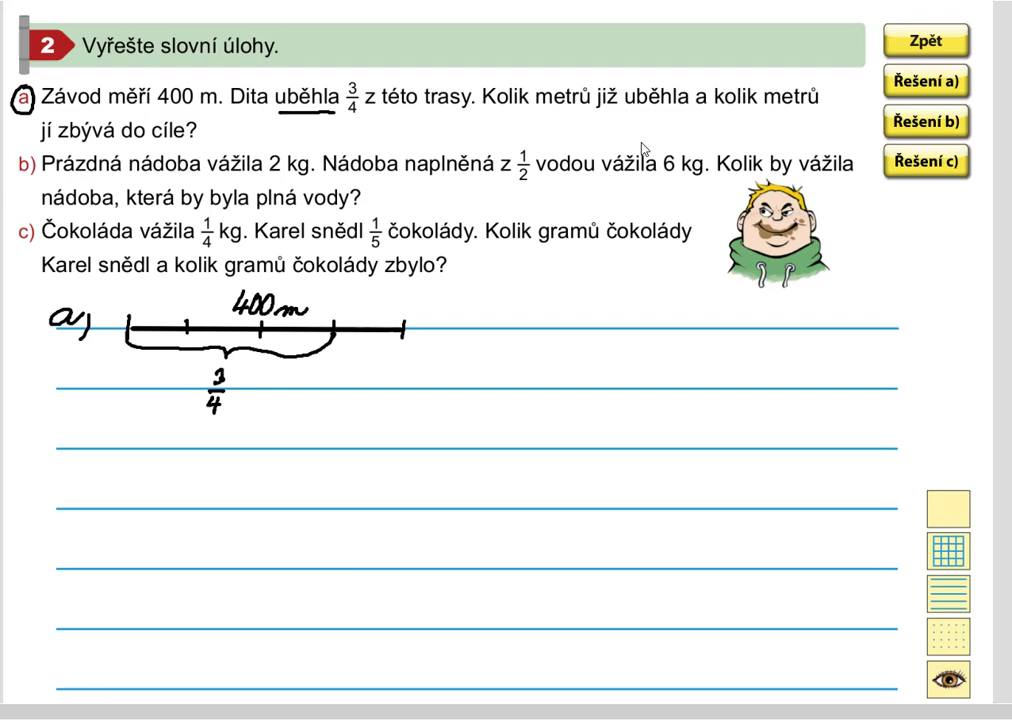 2 Vyřešte slovní úlohy.
Zpět
Řešení a)
Řešení b)
Řešení c)
a) Závod měří 400 m. Dita uběhla 3/4 z této trasy. Kolik metrů již uběhla a kolik metrů
jí zbývá do cíle?
b) Prázdná nádoba vážila 2 kg. Nádoba naplněná z 1/2 vodou vážila 6 kg. Kolik by vážila
nádoba, která by byla plná vody?
c) Čokoláda vážila 1/4 kg. Karel snědl 1/5 čokolády. Kolik gramů čokolády
Karel snědl a kolik gramů čokolády zbylo?
a) 400 m
3/4